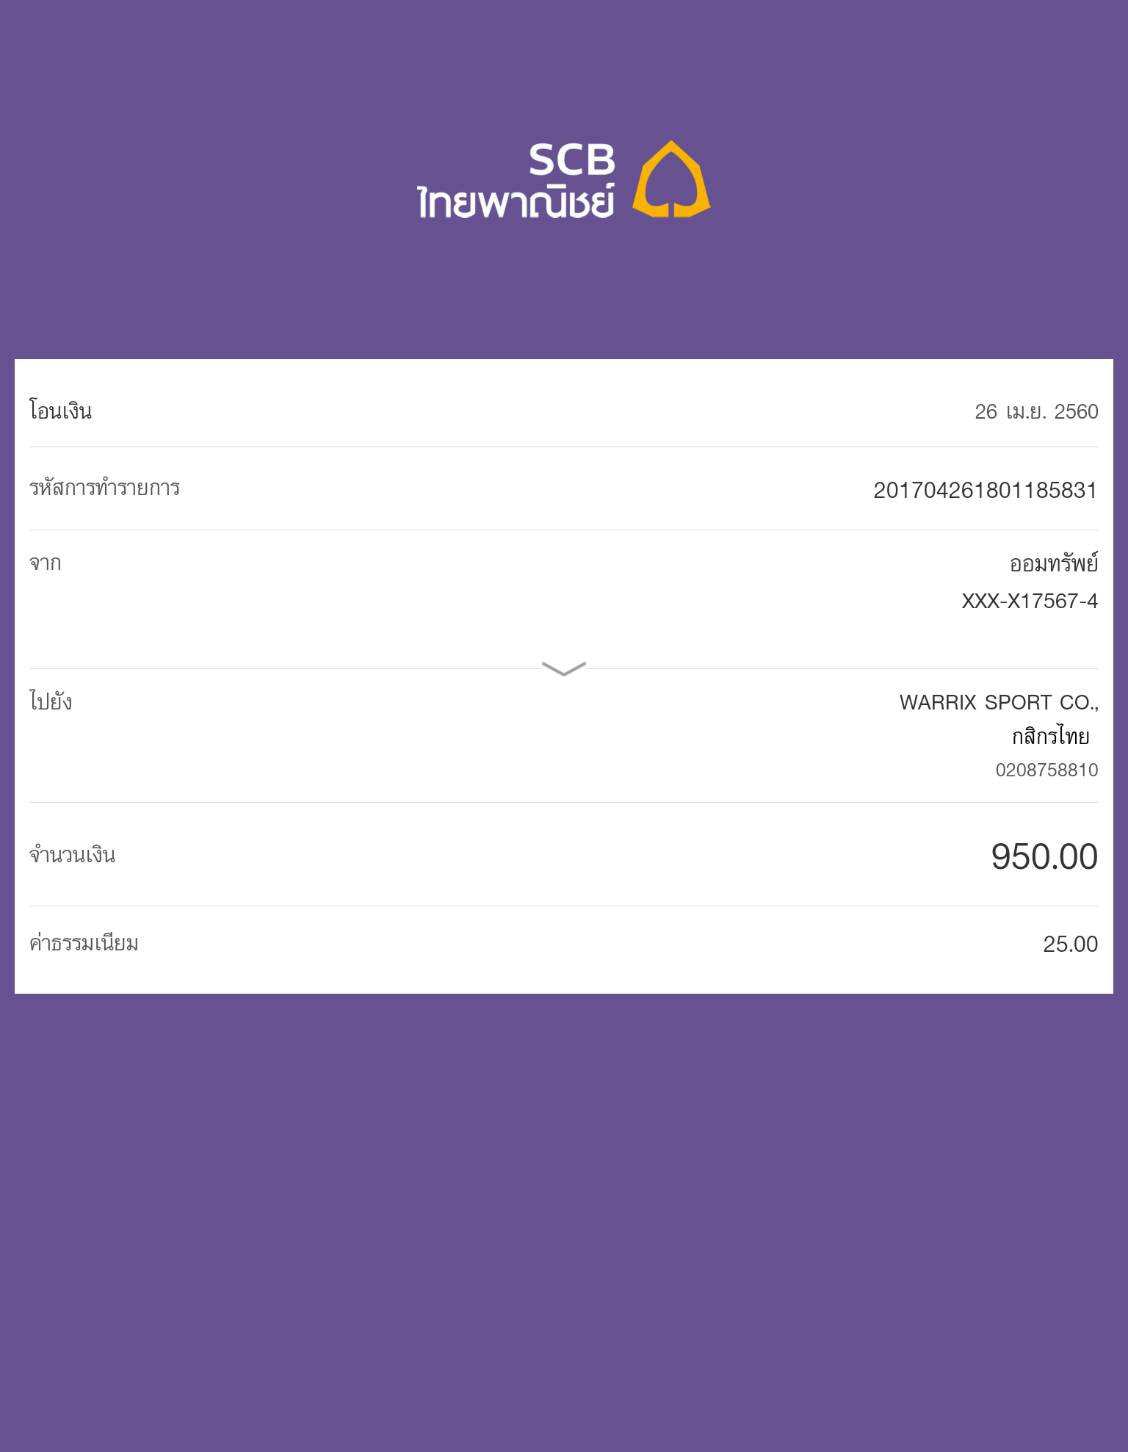 SCB
ไทยพาณิชย์
โอนเงิน 26 เม.ย. 2560
รหัสการทำรายการ 201704261801185831
จาก ออมทรัพย์
XXX-X17567-4
ไปยัง WARRIX SPORT CO.,
กสิกรไทย
0208758810
จำนวนเงิน 950.00
ค่าธรรมเนียม 25.00